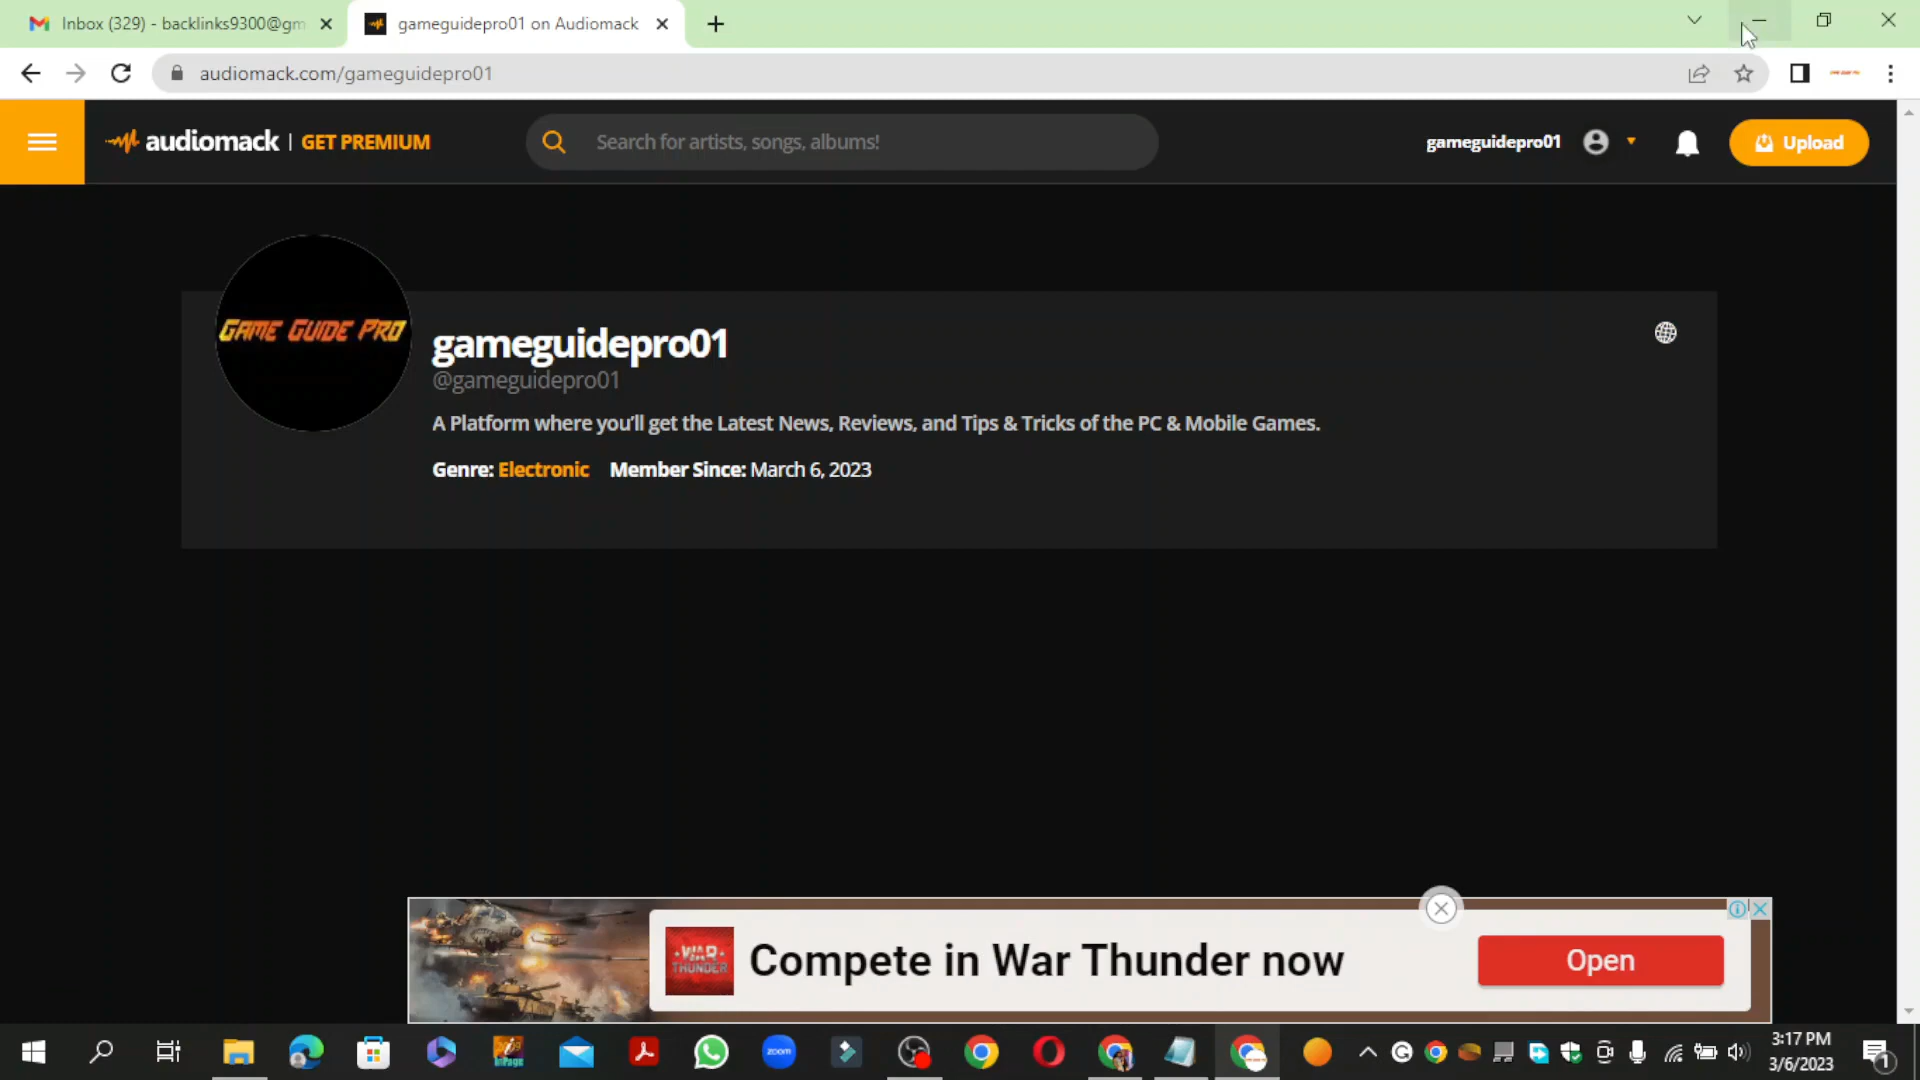 Inbox (329) - backlinks9300@gm
gameguidepro01 on Audiomack
audiomack.com/gameguidepro01
audiomack | GET PREMIUM
Search for artists, songs, albums!
gameguidepro01
Upload
GAME GUIDE PRO
gameguidepro01
@gameguidepro01
A Platform where you'll get the Latest News, Reviews, and Tips & Tricks of the PC & Mobile Games.
Genre: Electronic Member Since: March 6, 2023
WAR THUNDER
Compete in War Thunder now
Open
InPage
zoom
3:17 PM
3/6/2023
1